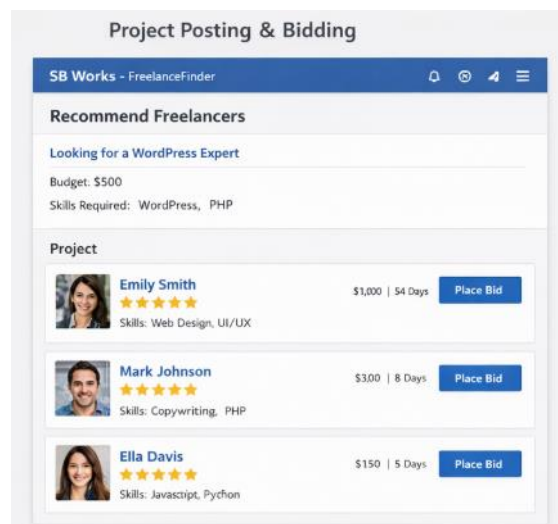 Project Posting & Bidding
SB Works - FreelanceFinder
Recommend Freelancers
Looking for a WordPress Expert
Budget: $500
Skills Required: WordPress, PHP
Project
Emily Smith
$1,000 | 54 Days
Place Bid
Skills: Web Design, UI/UX
Mark Johnson
$3,00 | 8 Days
Place Bid
Skills: Copywriting, PHP
Ella Davis
$150 | 5 Days
Place Bid
Skills: Javascript, Pychon